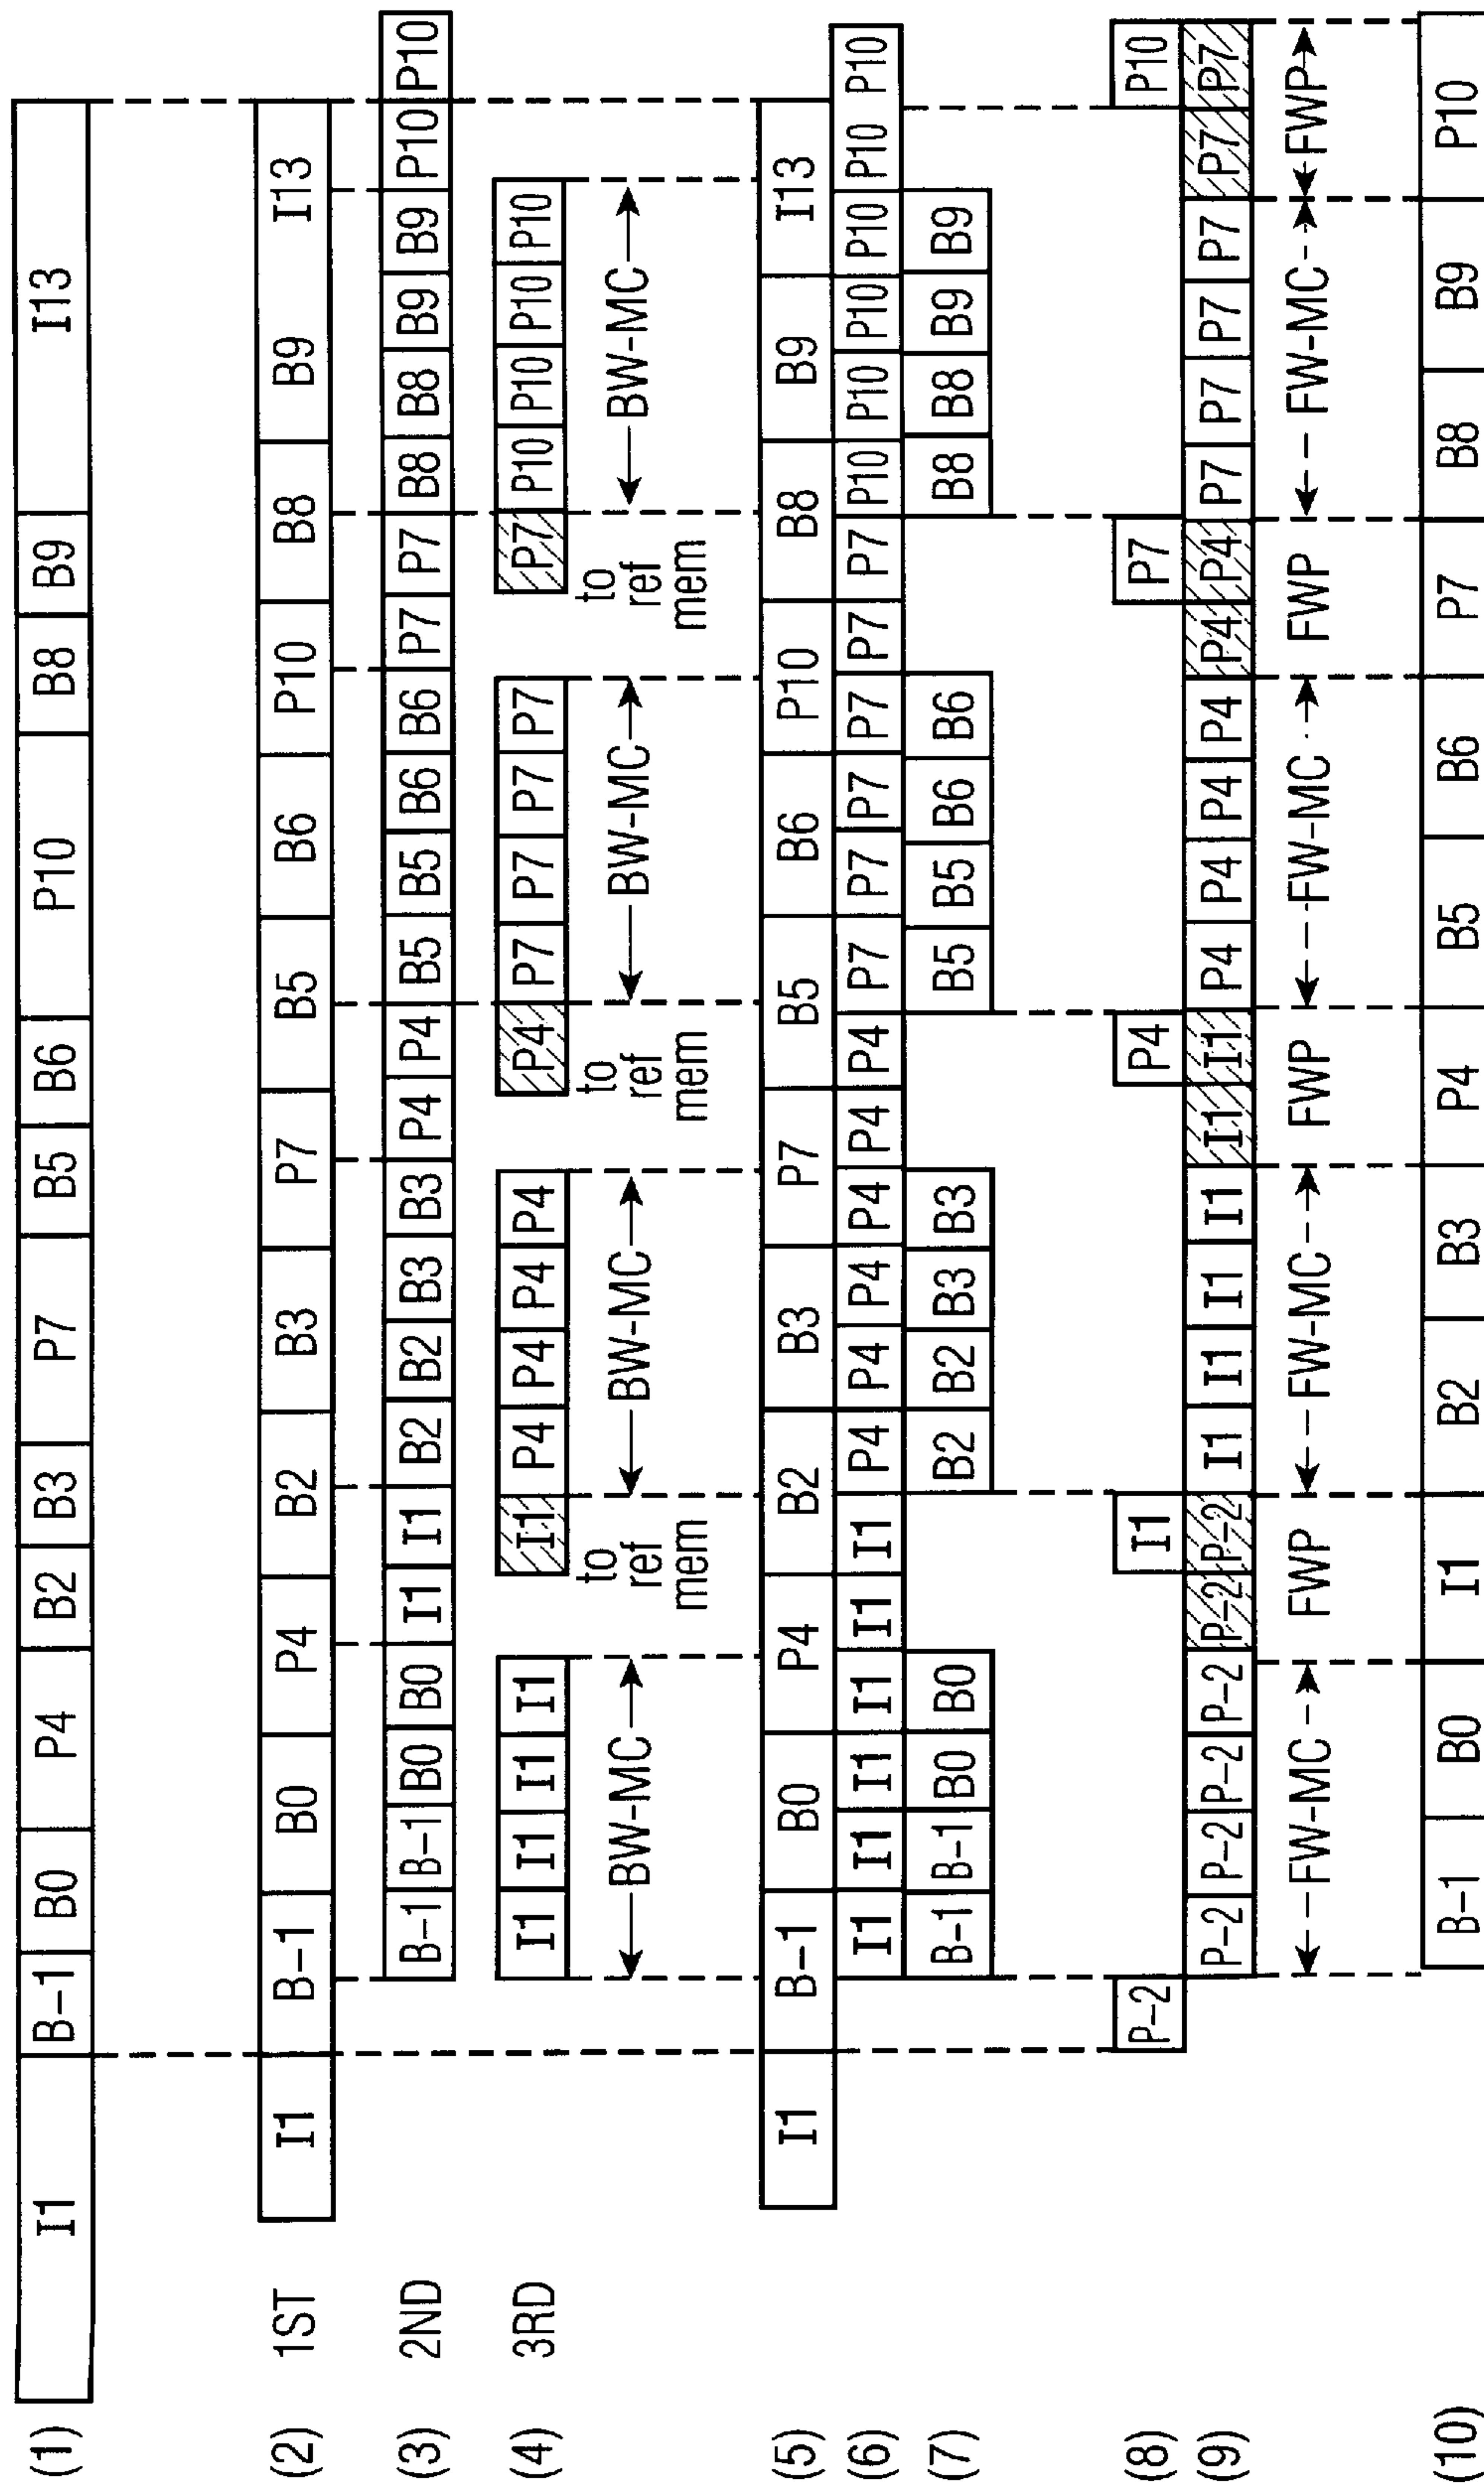 (1) I1 B-1 B0 P4 B2 B3 P7 B5 B6 P10 B8 B9 I13
(2) 1ST I1 B-1 B0 P4 B2 B3 P7 B5 B6 P10 B8 B9 I13
(3) 2ND B-1 B-1 B0 B0 I1 I1 B2 B2 B3 B3 P4 P4 B5 B5 B6 B6 P7 P7 B8 B8 B9 B9 P10 P10
(4) 3RD I1 I1 I1 I1 I1 P4 P4 P4 P4 P4 P7 P7 P7 P7 P7 P10 P10 P10 P10
BW-MC to BW-MC to BW-MC to BW-MC
ref ref ref
mem mem mem
(5) I1 B-1 B0 P4 B2 B3 P7 B5 B6 P10 B8 B9 I13
(6) I1 I1 I1 I1 I1 I1 P4 P4 P4 P4 P4 P4 P7 P7 P7 P7 P7 P7 P10 P10 P10 P10 P10 P10
(7) B-1 B-1 B0 B0 B2 B2 B3 B3 B5 B5 B6 B6 B8 B8 B9 B9
(8) P-2 I1 P4 P7 P10
(9) P-2 P-2 P-2 P-2 P-2 P-2 I1 I1 I1 I1 I1 I1 P4 P4 P4 P4 P4 P4 P7 P7 P7 P7 P7 P7
FW-MC FWP FW-MC FWP FW-MC FWP FW-MC FWP
(10) B-1 B0 I1 B2 B3 P4 B5 B6 P7 B8 B9 P10